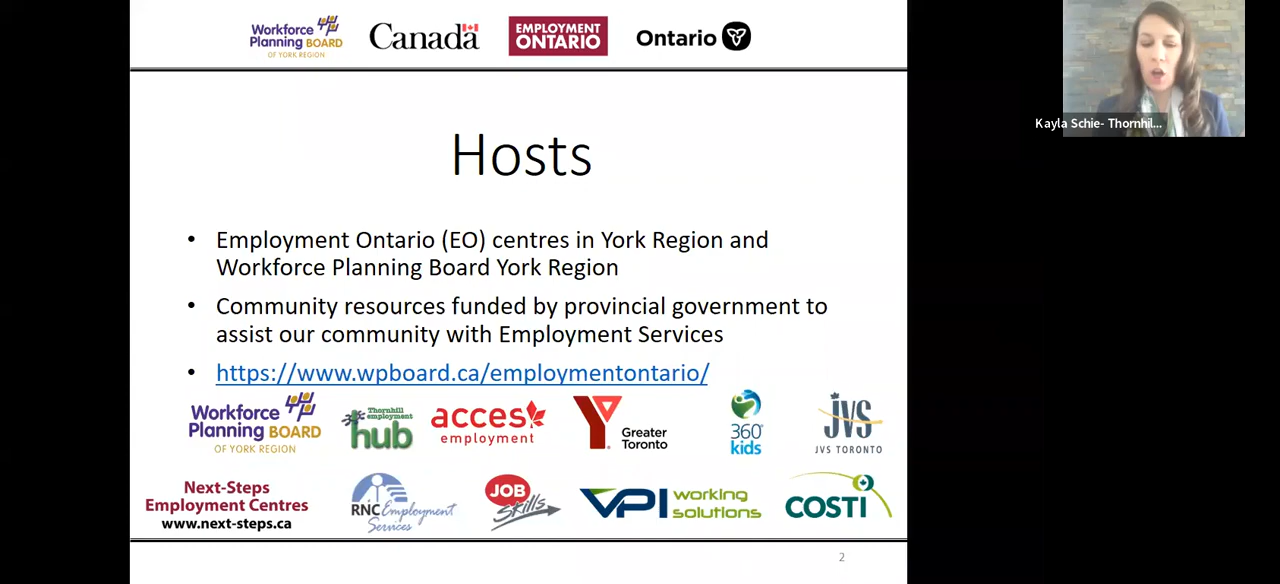 Workforce
Planning BOARD
OF YORK REGION
Canada
EMPLOYMENT
ONTARIO
Ontario
Kayla Schie- Thornhil...
Hosts
• Employment Ontario (EO) centres in York Region and
Workforce Planning Board York Region
• Community resources funded by provincial government to
assist our community with Employment Services
• https://www.wpboard.ca/employmentontario/
Workforce
Planning BOARD
OF YORK REGION
Thornhill
employment
hub
acces
employment
Greater
Toronto
360°
kids
JVS
JVS TORONTO
Next-Steps
Employment Centres
www.next-steps.ca
RNC Employment
Services
JOB
Skills
VPI working
solutions
COSTI
2